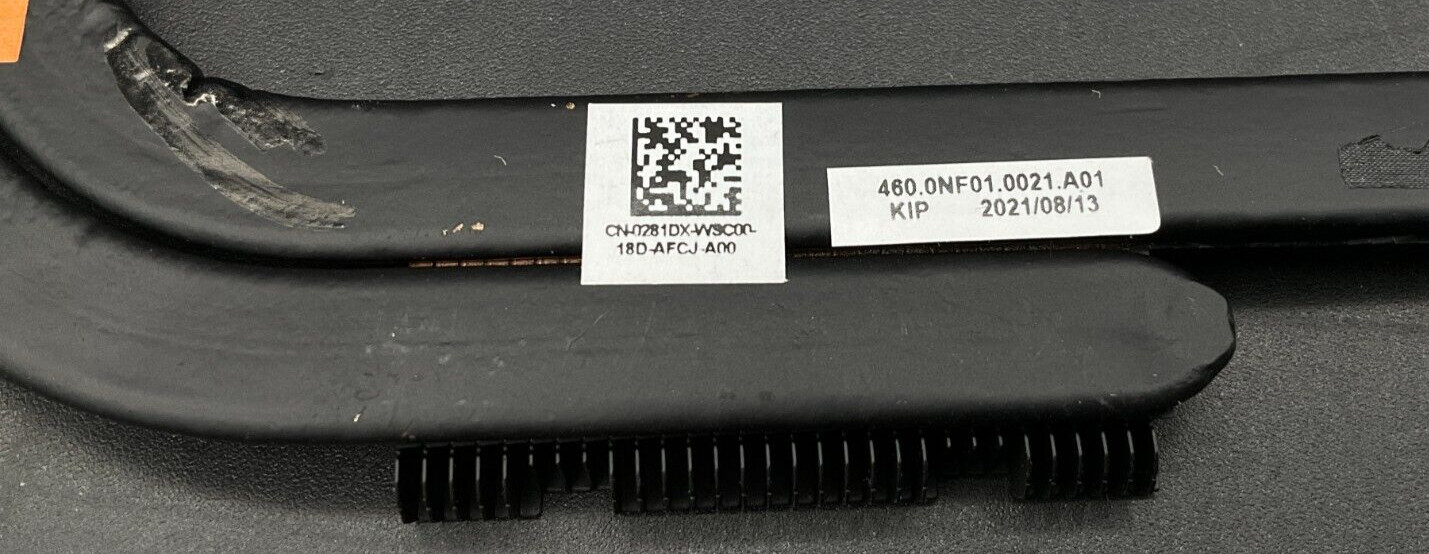 CN-0281DX-WSC00-
18D-AFCJ-A00
460.0NF01.0021.A01
KIP 2021/08/13